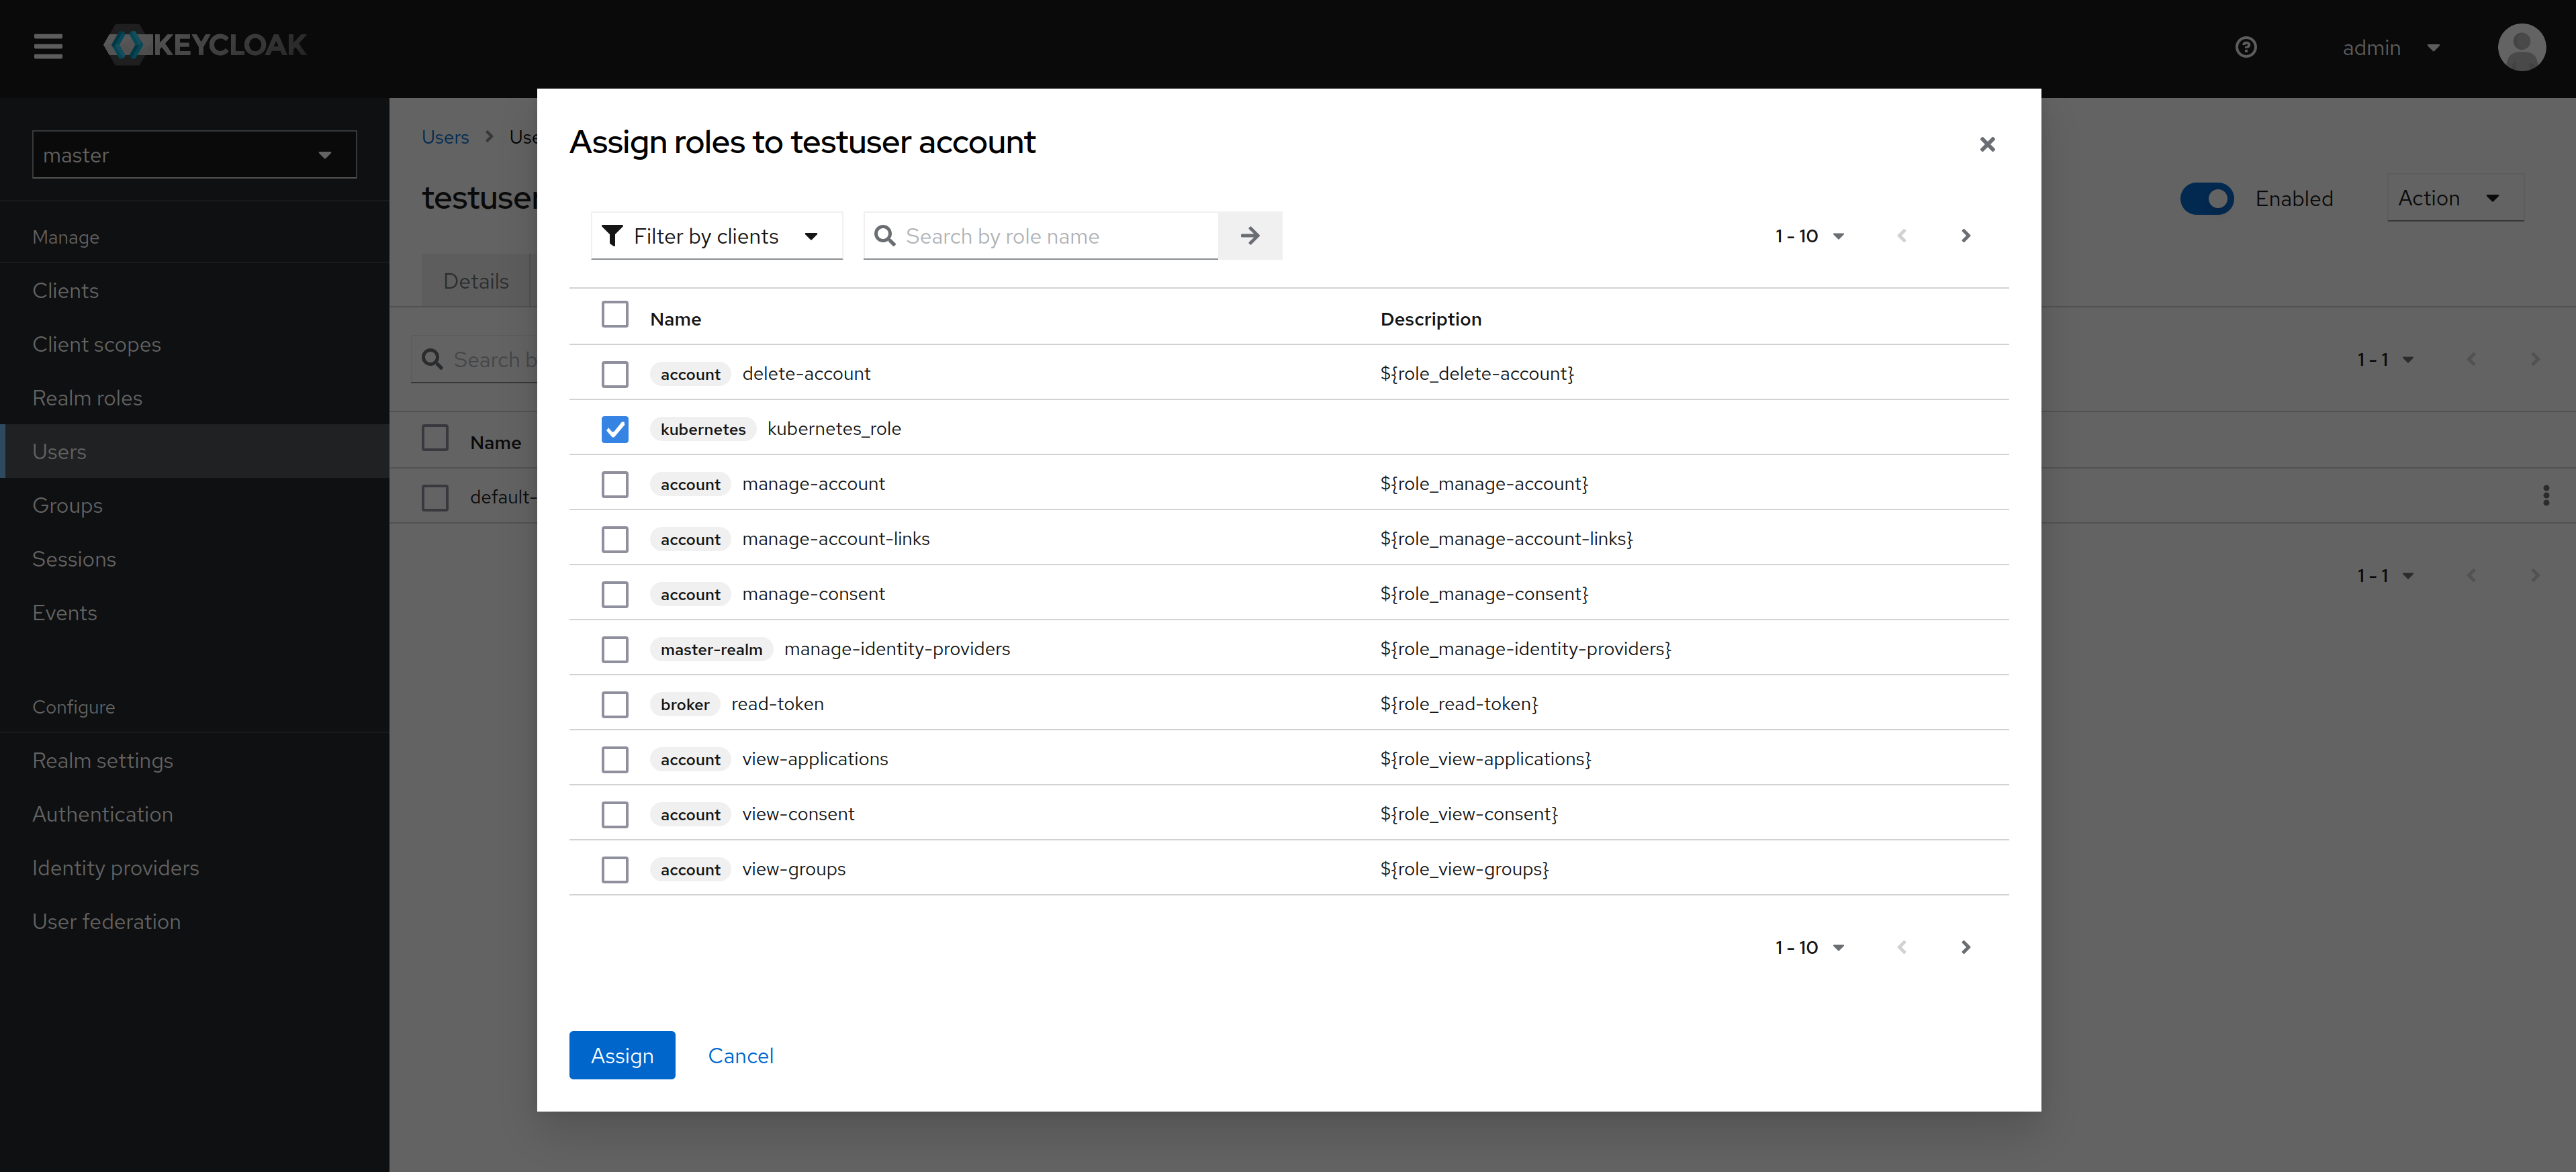 KEYCLOAK
admin
master
Manage
Clients
Client scopes
Realm roles
Users
Groups
Sessions
Events
Configure
Realm settings
Authentication
Identity providers
User federation
Users > Use
testuser
Enabled
Action
Details
Search b
1 - 1
Name
default-
1 - 1
Assign roles to testuser account
Filter by clients
Search by role name
1 - 10
Name Description
account delete-account ${role_delete-account}
kubernetes kubernetes_role
account manage-account ${role_manage-account}
account manage-account-links ${role_manage-account-links}
account manage-consent ${role_manage-consent}
master-realm manage-identity-providers ${role_manage-identity-providers}
broker read-token ${role_read-token}
account view-applications ${role_view-applications}
account view-consent ${role_view-consent}
account view-groups ${role_view-groups}
1 - 10
Assign Cancel